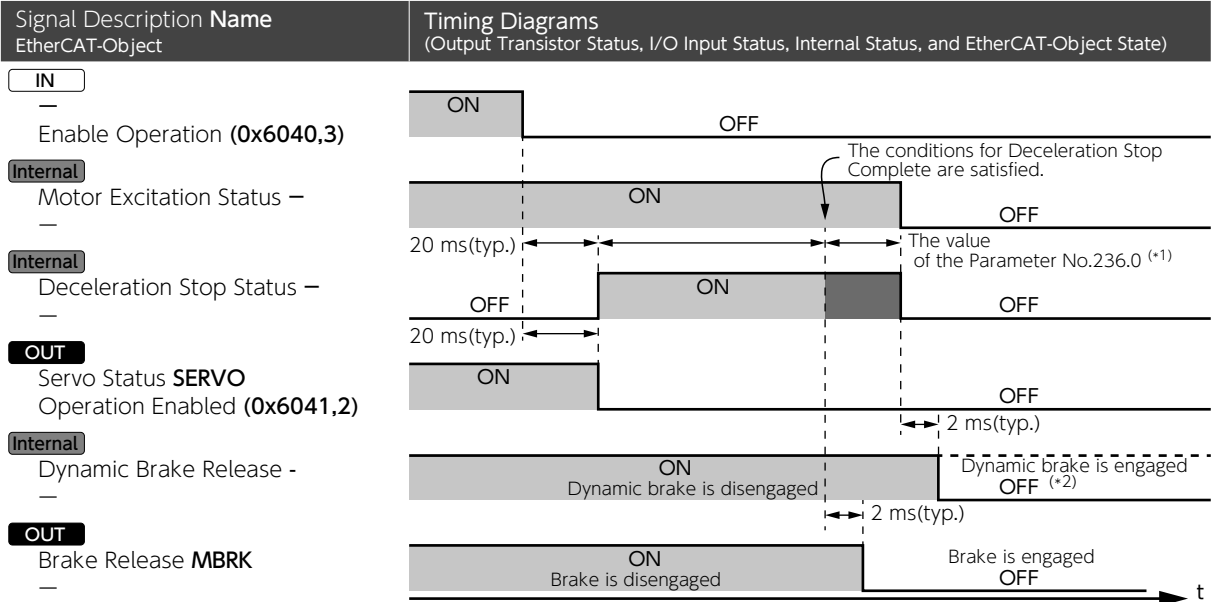 Signal Description Name
EtherCAT-Object
Timing Diagrams
(Output Transistor Status, I/O Input Status, Internal Status, and EtherCAT-Object State)
IN
—
Enable Operation (0x6040,3)
ON
OFF
The conditions for Deceleration Stop
Complete are satisfied.
Internal
Motor Excitation Status —
—
ON
OFF
20 ms(typ.)
The value
of the Parameter No.236.0 (*1)
Internal
Deceleration Stop Status —
—
OFF
ON
OFF
20 ms(typ.)
OUT
Servo Status SERVO
Operation Enabled (0x6041,2)
ON
OFF
2 ms(typ.)
Internal
Dynamic Brake Release -
—
ON
Dynamic brake is disengaged
Dynamic brake is engaged
OFF (*2)
2 ms(typ.)
OUT
Brake Release MBRK
—
ON
Brake is disengaged
Brake is engaged
OFF
t